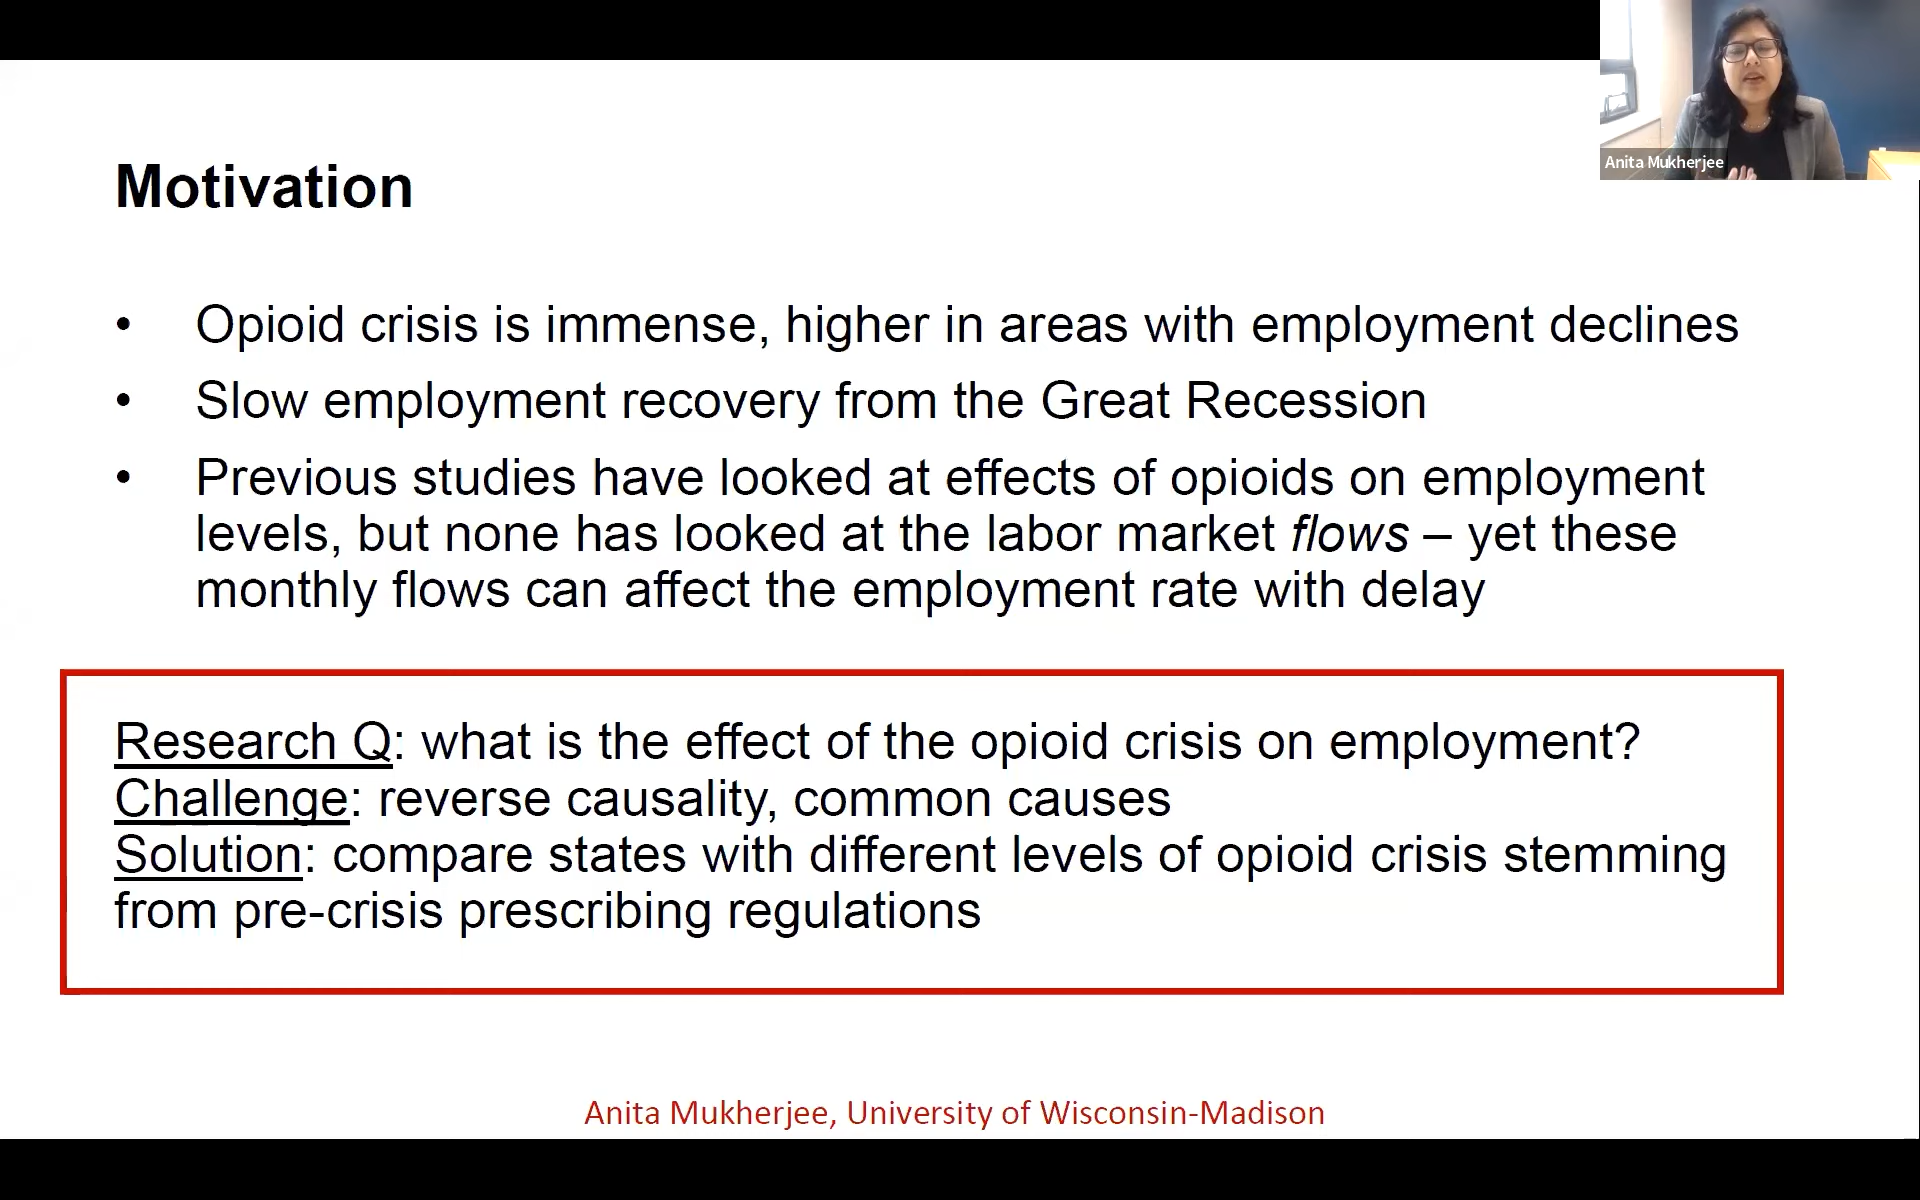 Anita Mukherjee
Motivation
• Opioid crisis is immense, higher in areas with employment declines
• Slow employment recovery from the Great Recession
• Previous studies have looked at effects of opioids on employment
levels, but none has looked at the labor market flows – yet these
monthly flows can affect the employment rate with delay
Research Q: what is the effect of the opioid crisis on employment?
Challenge: reverse causality, common causes
Solution: compare states with different levels of opioid crisis stemming
from pre-crisis prescribing regulations
Anita Mukherjee, University of Wisconsin-Madison